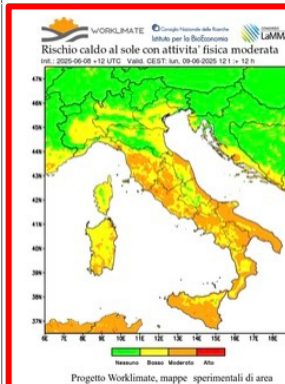 WORKLIMATE Consiglio Nazionale delle Ricerche Istituto per la BioEconomia CONSORZIO LaMMA
Rischio caldo al sole con attivita' fisica moderata
Init.: 2025-06-08 +12 UTC Valid. CEST: lun, 09-06-2025 12 (:+ 12 h
47N
46N
45N
44N
43N
42N
41N
40N
39N
38N
37N
6E 7E 8E 9E 10E 11E 12E 13E 14E 15E 16E 17E 18E
Nessuno Basso Moderato Alto
Progetto Worklimate, mappe sperimentali di area